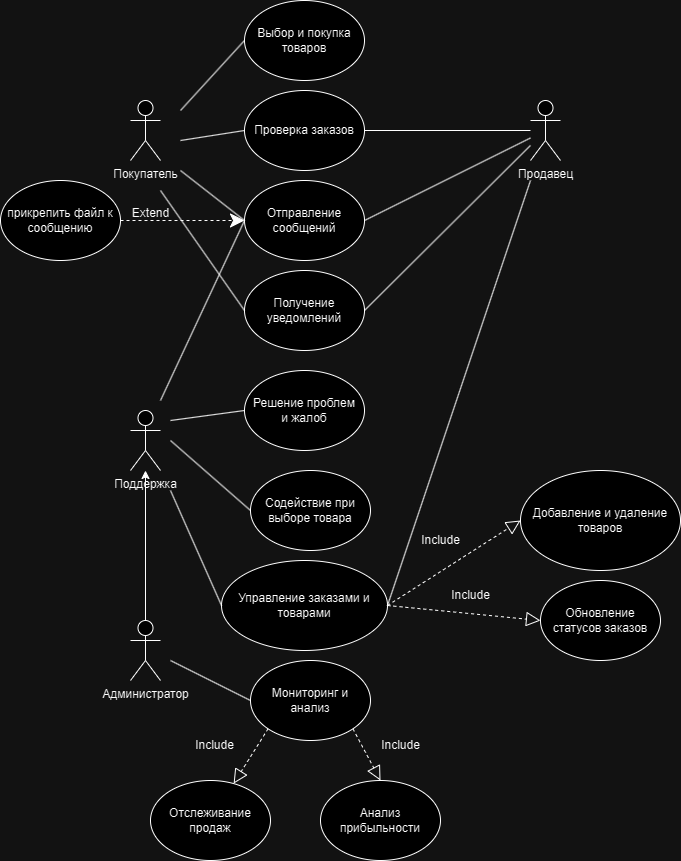 Выбор и покупка
товаров
Проверка заказов
Покупатель
Продавец
прикрепить файл к
сообщению
Extend
Отправление
сообщений
Получение
уведомлений
Решение проблем
и жалоб
Поддержка
Содействие при
выборе товара
Добавление и удаление
товаров
Include
Управление заказами и
товарами
Include
Обновление
статусов заказов
Администратор
Мониторинг и
анализ
Include
Include
Отслеживание
продаж
Анализ
прибыльности